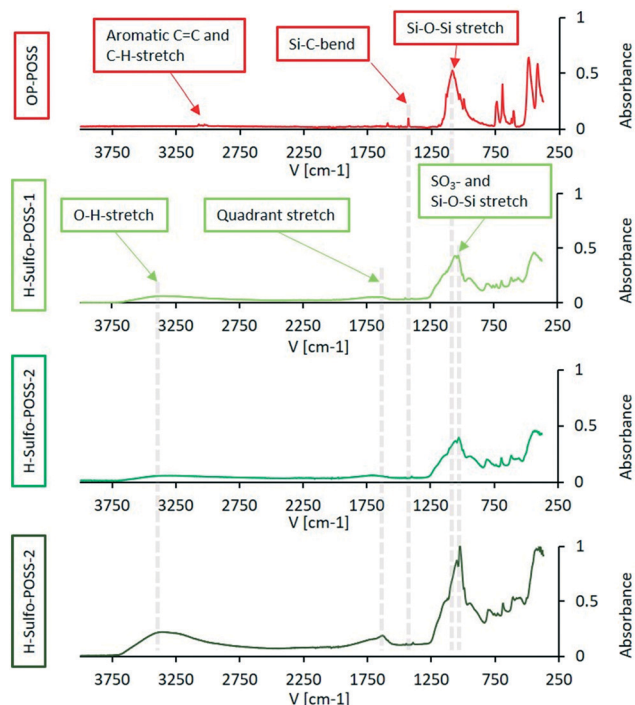 OP-POSS
Aromatic C=C and
C-H-stretch
Si-C-bend
Si-O-Si stretch
1
0.5
0
Absorbance
3750 3250 2750 2250 1750 1250 750 250
V [cm-1]
H-Sulfo-POSS-1
O-H-stretch
Quadrant stretch
SO₃- and
Si-O-Si stretch
1
0.5
0
Absorbance
3750 3250 2750 2250 1750 1250 750 250
V [cm-1]
H-Sulfo-POSS-2
1
0.5
0
Absorbance
3750 3250 2750 2250 1750 1250 750 250
V [cm-1]
H-Sulfo-POSS-2
1
0.5
0
Absorbance
3750 3250 2750 2250 1750 1250 750 250
V [cm-1]